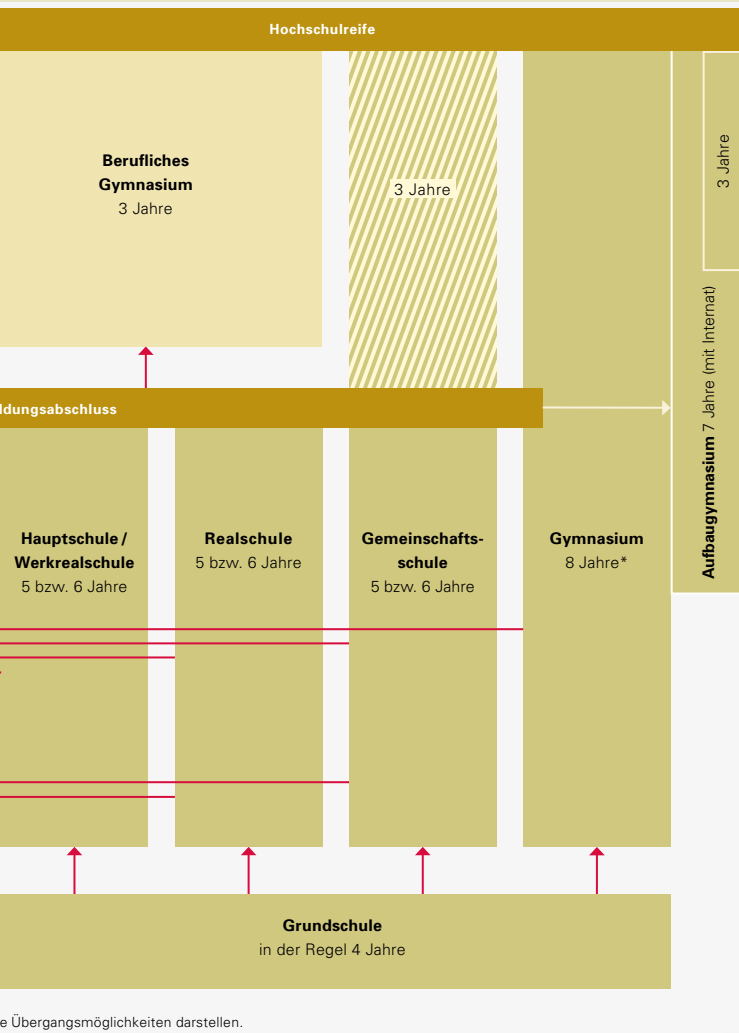 Hochschulreife
Berufliches
Gymnasium
3 Jahre
3 Jahre
3 Jahre
ldungsabschluss
Aufbaugymnasium 7 Jahre (mit Internat)
Hauptschule /
Werkrealschule
5 bzw. 6 Jahre
Realschule
5 bzw. 6 Jahre
Gemeinschafts-
schule
5 bzw. 6 Jahre
Gymnasium
8 Jahre*
Grundschule
in der Regel 4 Jahre
e Übergangsmöglichkeiten darstellen.